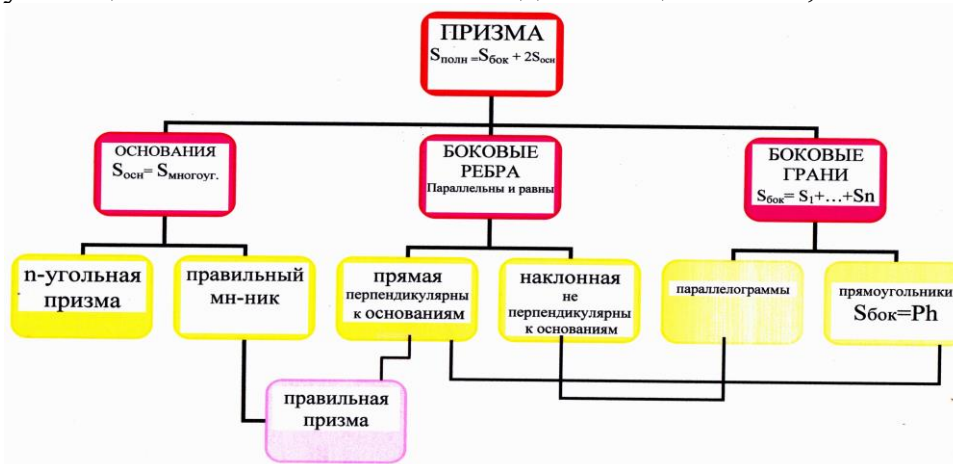 ПРИЗМА
Sполн =Sбок + 2Sосн
ОСНОВАНИЯ
Sосн= Sмногоуг.
БОКОВЫЕ
РЕБРА
Параллельны и равны
БОКОВЫЕ
ГРАНИ
Sбок= S1+...+Sn
n-угольная
призма
правильный
мн-ник
прямая
перпендикулярны
к основаниям
наклонная
не
перпендикулярны
к основаниям
параллелограммы
прямоугольники
Sбок=Ph
правильная
призма